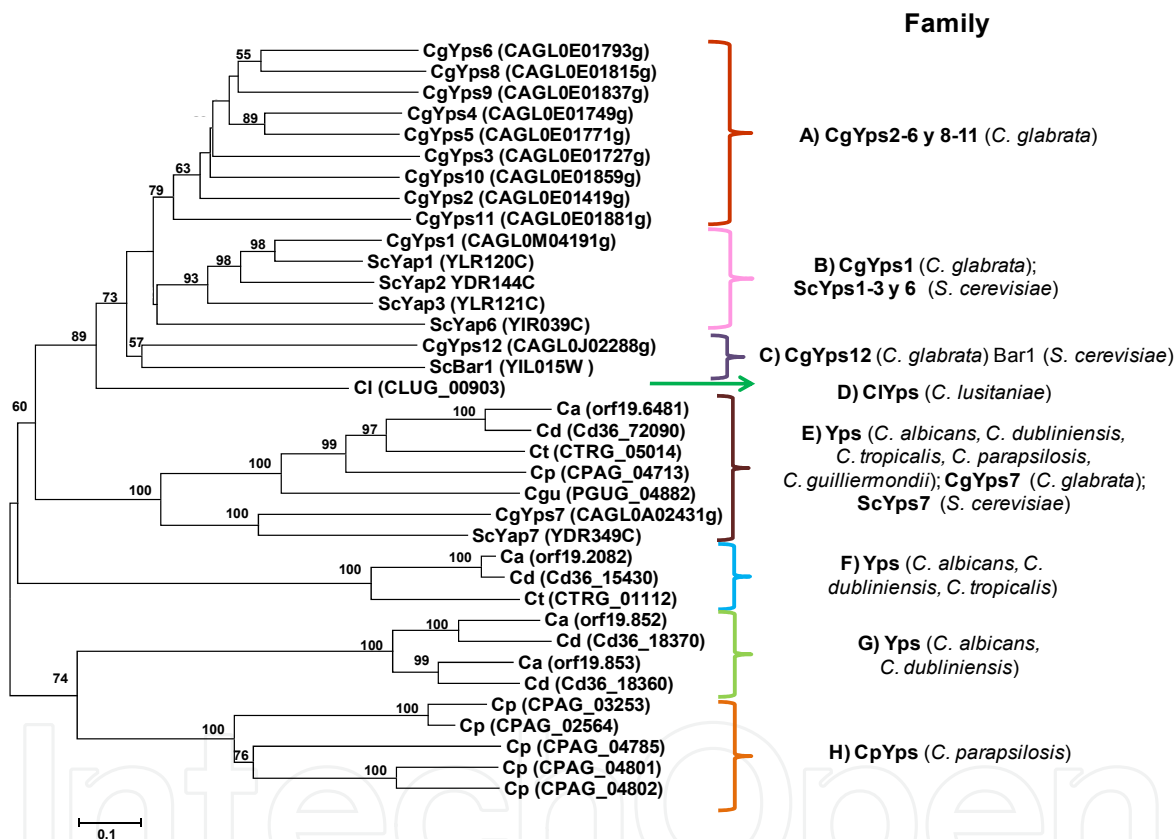 Family
55
CgYps6 (CAGL0E01793g)
CgYps8 (CAGL0E01815g)
CgYps9 (CAGL0E01837g)
CgYps4 (CAGL0E01749g)
89
CgYps5 (CAGL0E01771g)
CgYps3 (CAGL0E01727g)
63
CgYps10 (CAGL0E01859g)
79
CgYps2 (CAGL0E01419g)
CgYps11 (CAGL0E01881g)
A) CgYps2-6 y 8-11 (C. glabrata)
98
CgYps1 (CAGL0M04191g)
98
ScYap1 (YLR120C)
93
ScYap2 YDR144C
ScYap3 (YLR121C)
73
ScYap6 (YIR039C)
B) CgYps1 (C. glabrata);
ScYps1-3 y 6 (S. cerevisiae)
89
57
CgYps12 (CAGL0J02288g)
ScBar1 (YIL015W )
C) CgYps12 (C. glabrata) Bar1 (S. cerevisiae)
Cl (CLUG_00903)
D) ClYps (C. lusitaniae)
60
100
Ca (orf19.6481)
97
Cd (Cd36_72090)
99
Ct (CTRG_05014)
100
Cp (CPAG_04713)
100
Cgu (PGUG_04882)
100
CgYps7 (CAGL0A02431g)
ScYap7 (YDR349C)
E) Yps (C. albicans, C. dubliniensis,
C. tropicalis, C. parapsilosis,
C. guilliermondii); CgYps7 (C. glabrata);
ScYps7 (S. cerevisiae)
100
Ca (orf19.2082)
100
Cd (Cd36_15430)
Ct (CTRG_01112)
F) Yps (C. albicans, C.
dubliniensis, C. tropicalis)
100
Ca (orf19.852)
100
Cd (Cd36_18370)
99
Ca (orf19.853)
Cd (Cd36_18360)
G) Yps (C. albicans,
C. dubliniensis)
74
100
Cp (CPAG_03253)
100
Cp (CPAG_02564)
76
Cp (CPAG_04785)
100
Cp (CPAG_04801)
Cp (CPAG_04802)
H) CpYps (C. parapsilosis)
0.1
IntechOpen